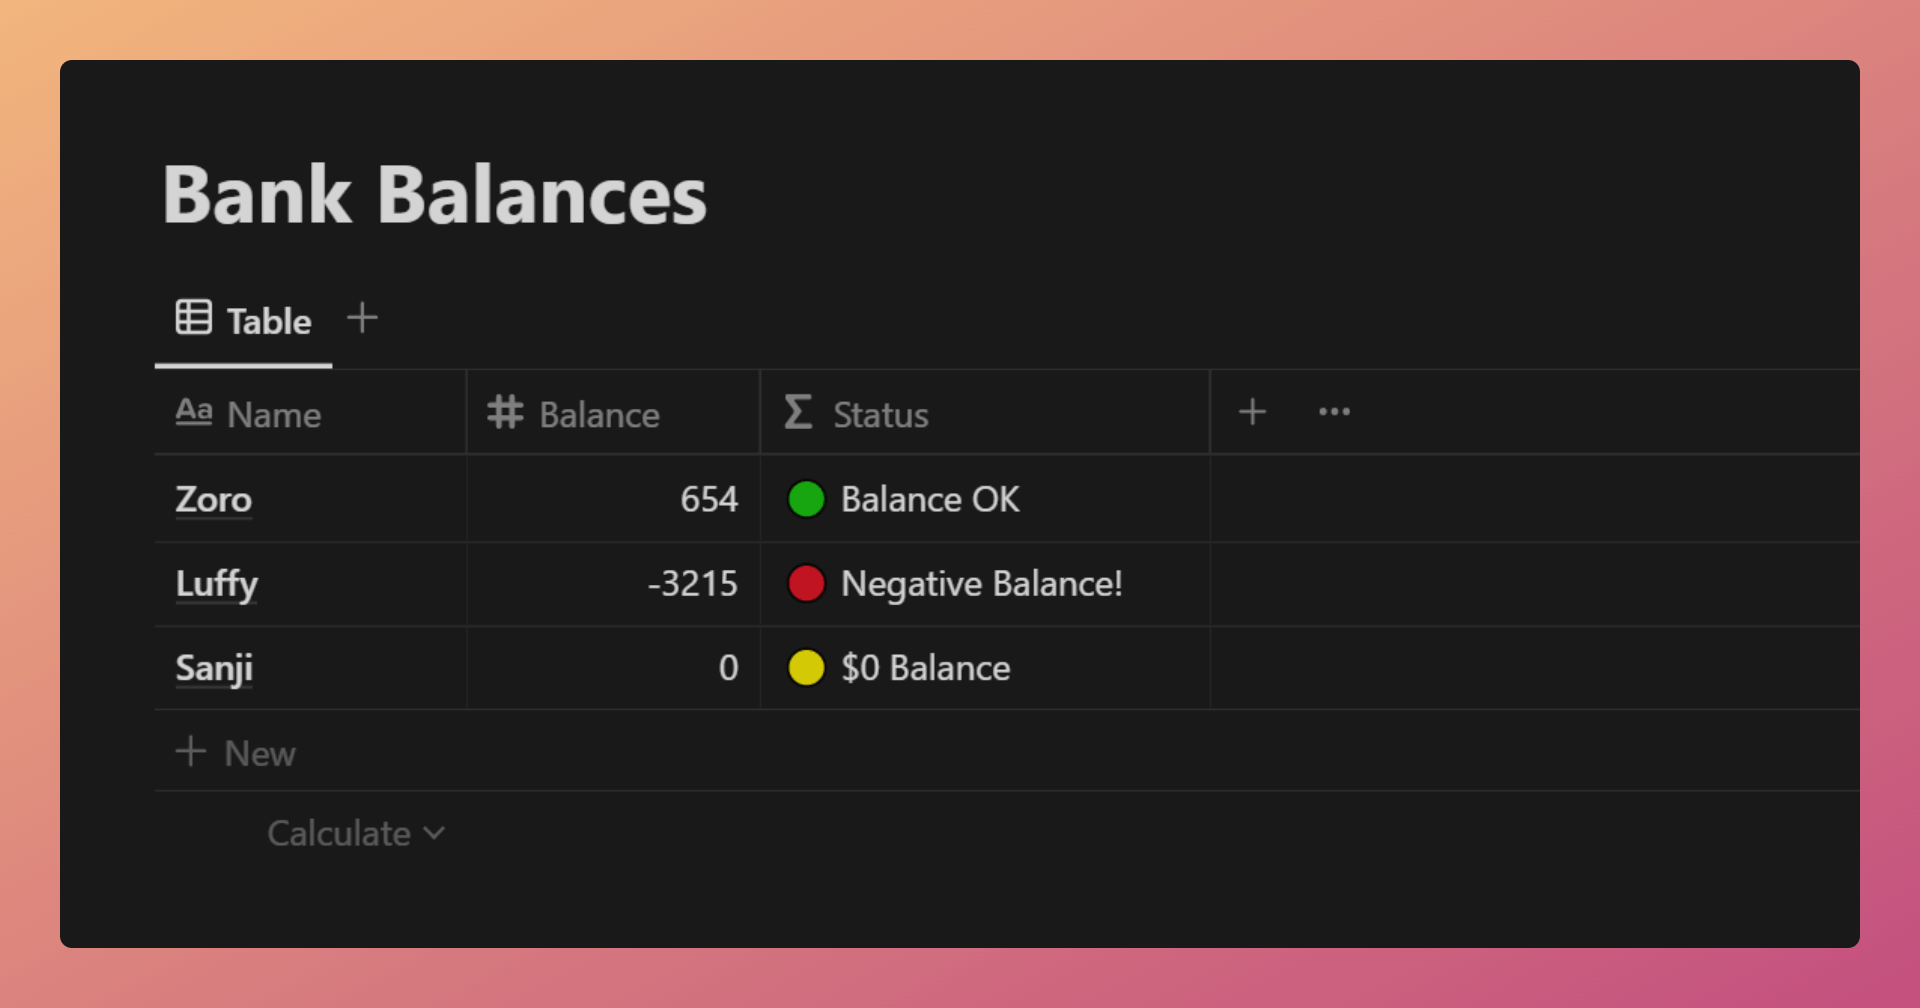 Bank Balances
Table
Aa Name # Balance Σ Status
Zoro 654 Balance OK
Luffy -3215 Negative Balance!
Sanji 0 $0 Balance
+ New
Calculate